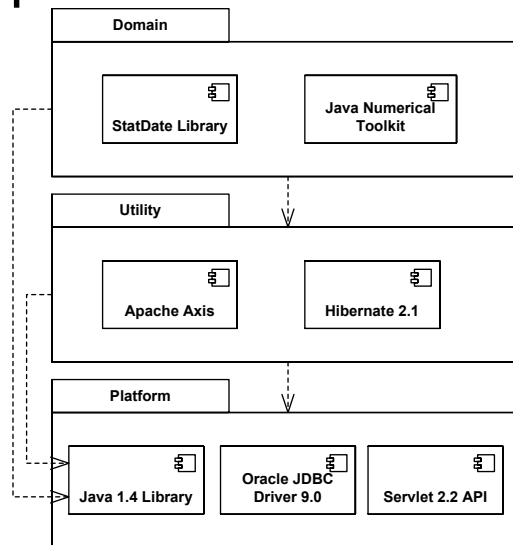 Domain
StatDate Library
Java Numerical
Toolkit
Utility
Apache Axis
Hibernate 2.1
Platform
Java 1.4 Library
Oracle JDBC
Driver 9.0
Servlet 2.2 API